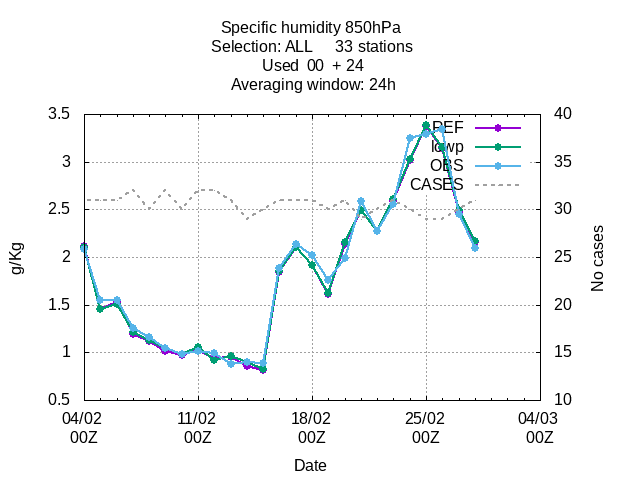 Specific humidity 850hPa
Selection: ALL 33 stations
Used 00 + 24
Averaging window: 24h
g/Kg
3.5
3
2.5
2
1.5
1
0.5
40
35
30
25
20
15
10
No cases
REF
lowp
OBS
CASES
04/02 11/02 18/02 25/02 04/03
00Z 00Z 00Z 00Z 00Z
Date